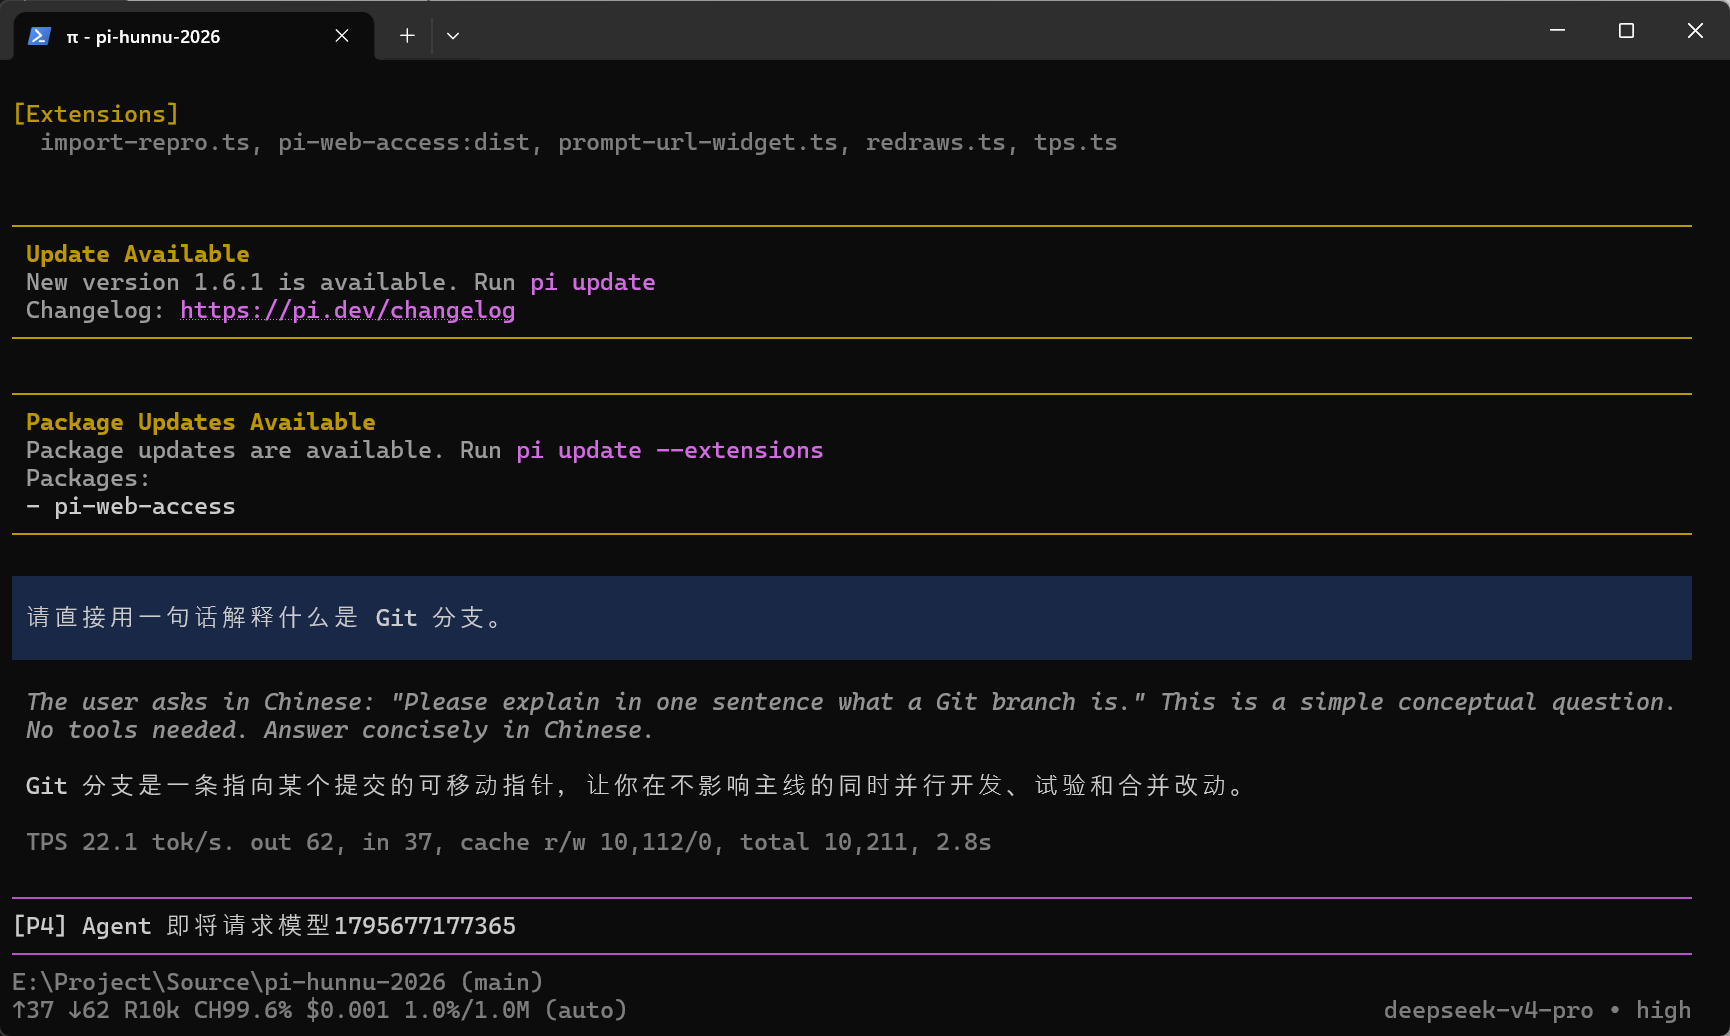 π - pi-hunnu-2026
[Extensions]
import-repro.ts, pi-web-access:dist, prompt-url-widget.ts, redraws.ts, tps.ts
Update Available
New version 1.6.1 is available. Run pi update
Changelog: https://pi.dev/changelog
Package Updates Available
Package updates are available. Run pi update --extensions
Packages:
- pi-web-access
请直接用一句话解释什么是 Git 分支。
The user asks in Chinese: "Please explain in one sentence what a Git branch is." This is a simple conceptual question.
No tools needed. Answer concisely in Chinese.
Git 分支是一条指向某个提交的可移动指针，让你在不影响主线的同时并行开发、试验和合并改动。
TPS 22.1 tok/s. out 62, in 37, cache r/w 10,112/0, total 10,211, 2.8s
[P4] Agent 即将请求模型1795677177365
E:\Project\Source\pi-hunnu-2026 (main)
↑37 ↓62 R10k CH99.6% $0.001 1.0%/1.0M (auto) deepseek-v4-pro • high